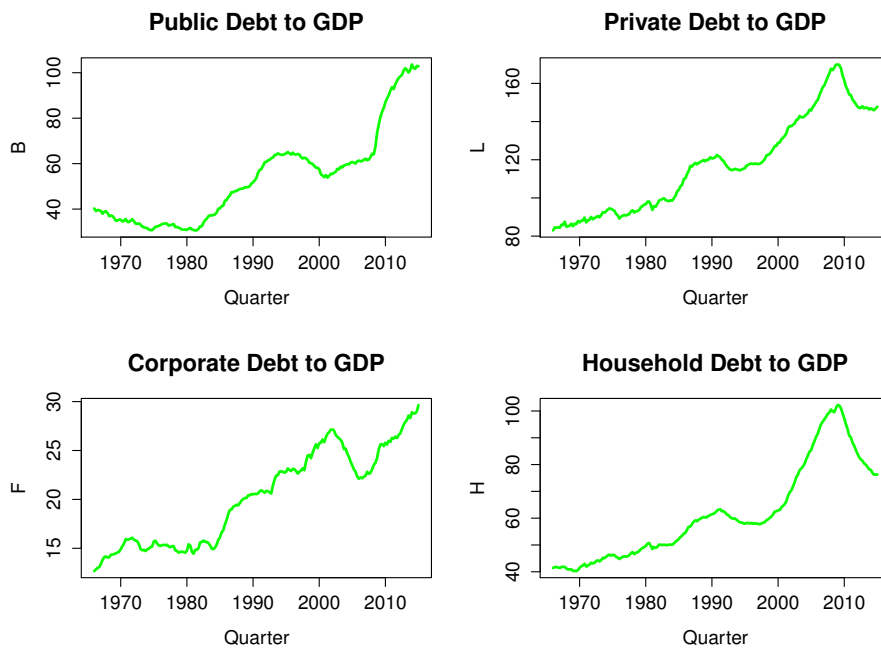 Public Debt to GDP
B
40 60 80 100
1970 1980 1990 2000 2010
Quarter
Private Debt to GDP
L
80 120 160
1970 1980 1990 2000 2010
Quarter
Corporate Debt to GDP
F
15 20 25 30
1970 1980 1990 2000 2010
Quarter
Household Debt to GDP
H
40 60 80 100
1970 1980 1990 2000 2010
Quarter